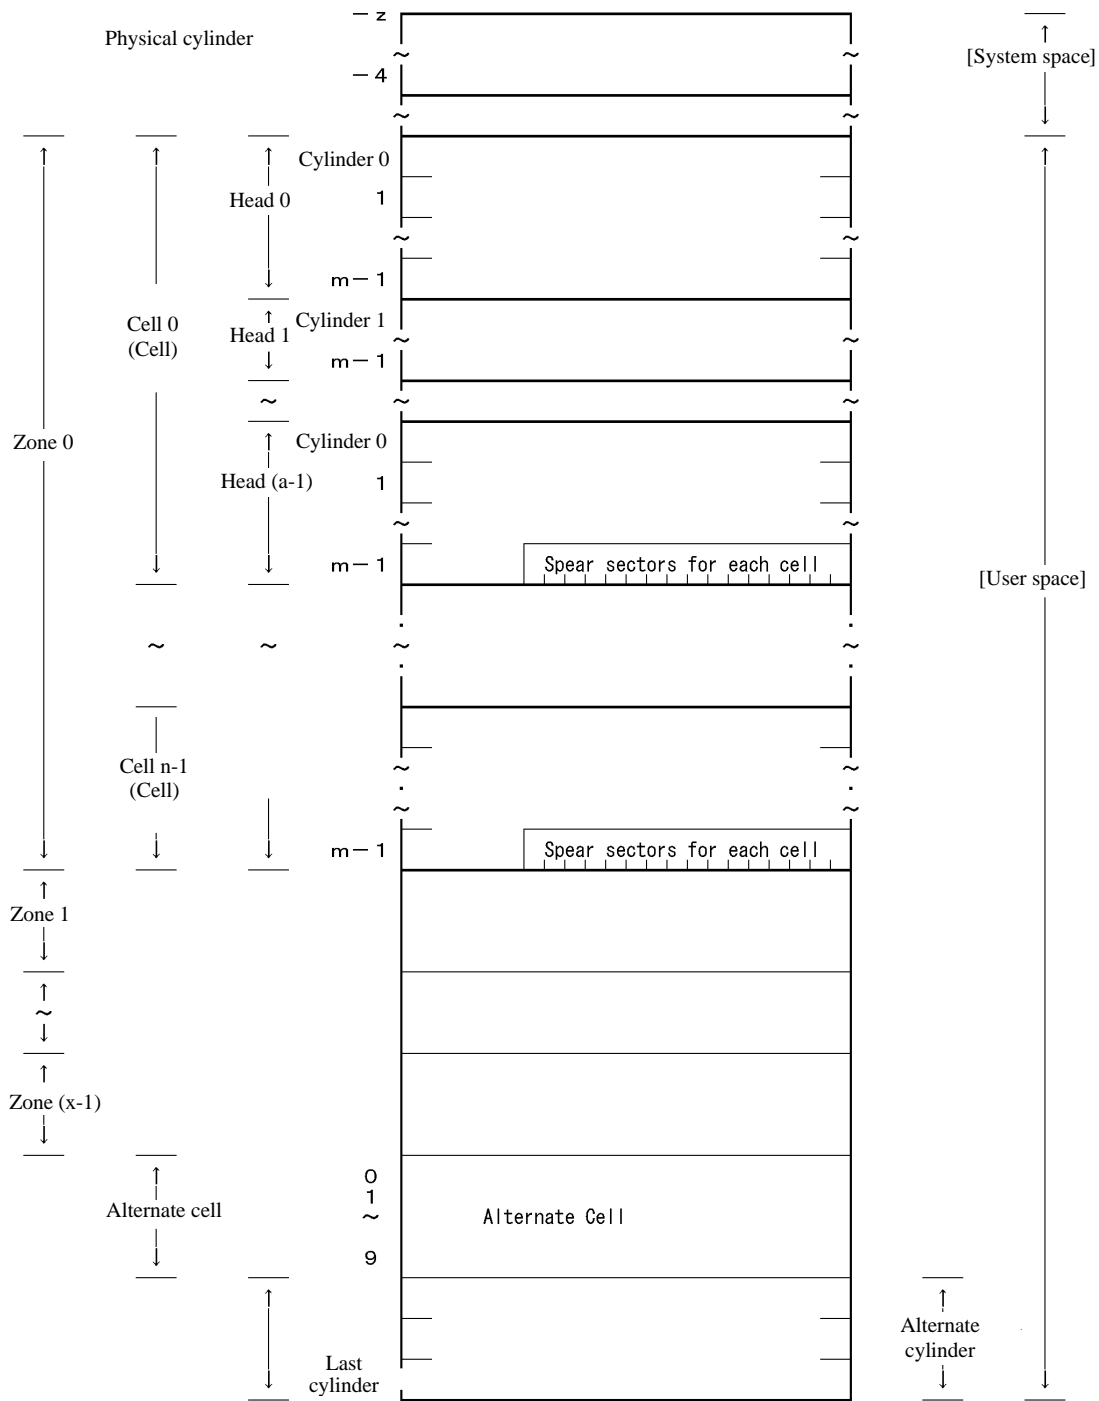 －z
Physical cylinder
[System space]
－4
Cylinder 0
1
Head 0
m－1
Cell 0
(Cell)
Head 1
Cylinder 1
m－1
Zone 0
Cylinder 0
Head (a-1)
1
m－1
Spear sectors for each cell
[User space]
Cell n-1
(Cell)
m－1
Spear sectors for each cell
Zone 1
Zone (x-1)
0
1
～
9
Alternate cell
Alternate Cell
Alternate
cylinder
Last
cylinder